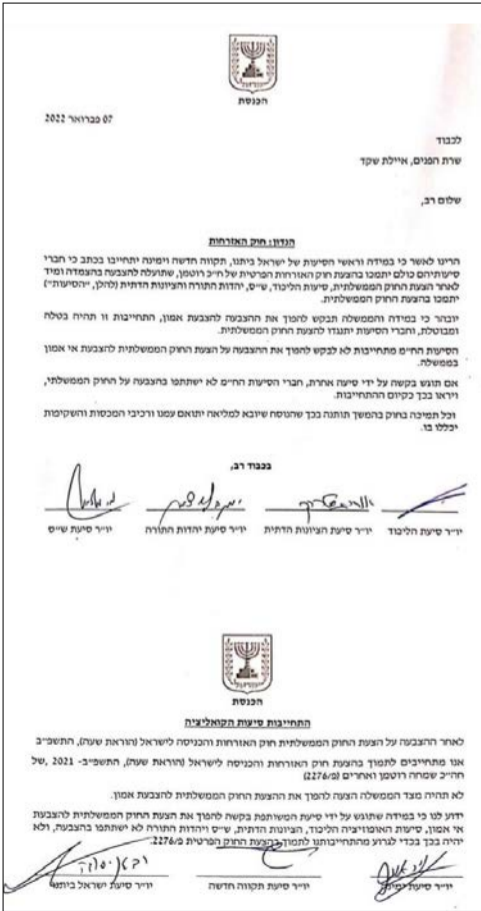 הכנסת
07 פברואר 2022
לכבוד
שרת הפנים, איילת שקד
שלום רב,
הנדון: חוק האזרחות
הרינו לאשר כי במידה וראשי הסיעות של ישראל ביתנו, תקווה חדשה וימינה יתחייבו בכתב כי חברי
סיעותיהם כולם יתמכו בהצעת חוק האזרחות הפרטית של ח״כ רוטמן, שתועלה להצבעה בהצמדה ומיד
לאחר הצעת החוק הממשלתית, סיעות הליכוד, ש״ס, יהדות התורה והציונות הדתית (להלן, ״הסיעות״)
יתמכו בהצעת החוק הממשלתית.
יובהר כי במידה והממשלה תבקש להפוך את ההצבעה להצבעת אמון, התחייבות זו תהיה בטלה
ומבוטלת, וחברי הסיעות יתנגדו להצעת החוק הממשלתית.
הסיעות החי״מ מתחייבות לא לבקש להפוך את ההצבעה על הצעת החוק הממשלתית להצבעת אי אמון
בממשלה.
אם תוגש בקשה על ידי סיעה אחרת, חברי הסיעות החי״מ לא ישתתפו בהצבעה על החוק הממשלתי,
ויראו בכך כקיום ההתחייבות.
וכל תמיכה בחוק בהמשך תותנה בכך שהנוסח שיובא למליאה יתואם עמנו ורכיבי המכסות והשקיפות
יכללו בו.
בכבוד רב,
יו״ר סיעת הליכוד יו״ר סיעת הציונות הדתית יו״ר סיעת יהדות התורה יו״ר סיעת ש״ס
הכנסת
התחייבות סיעות הקואליציה
לאחר ההצבעה על הצעת החוק הממשלתית חוק האזרחות והכניסה לישראל (הוראת שעה), התשפ״ב
אנו מתחייבים לתמוך בהצעת חוק האזרחות והכניסה לישראל (הוראת שעה), התשפ״ב- 2021 ,של
חה״כ שמחה רוטמן ואחרים (פ/2276)
לא תהיה מצד הממשלה הצעה להפוך את ההצעת החוק הממשלתית להצבעת אמון.
ידוע לנו כי במידה שתוגש על ידי סיעת המשותפת בקשה להפוך את הצעת החוק הממשלתית להצבעת
אי אמון, סיעות האופוזיציה הליכוד, הציונות הדתית, ש״ס ויהדות התורה לא ישתתפו בהצבעה, ולא
יהיה בכך בכדי לגרוע מהתחייבותנו לתמוך בהצעת החוק הפרטית פ/2276.
יו״ר סיעת ימינה יו״ר סיעת תקווה חדשה יו״ר סיעת ישראל ביתנו